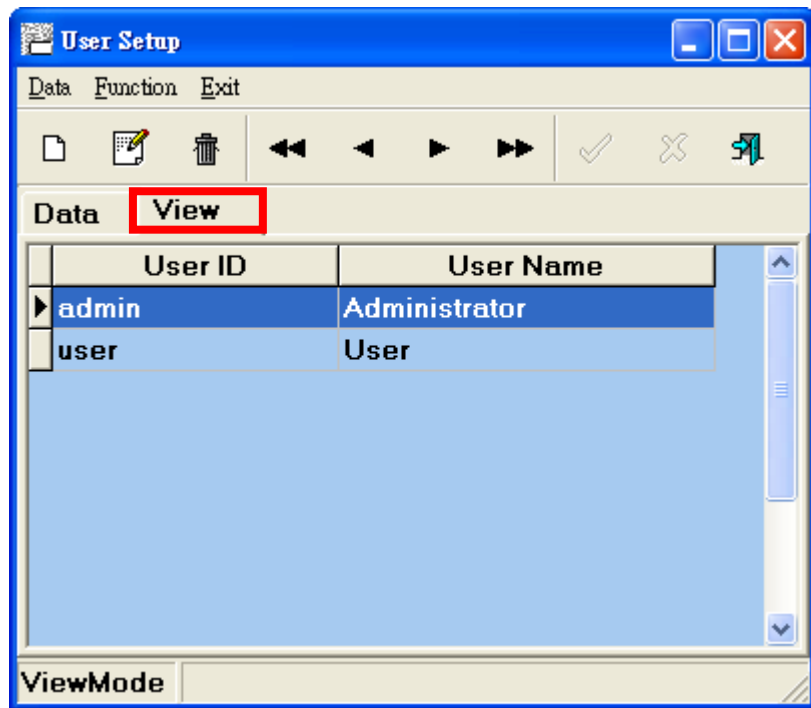 User Setup
Data Function Exit
Data View
User ID User Name
admin Administrator
user User
ViewMode